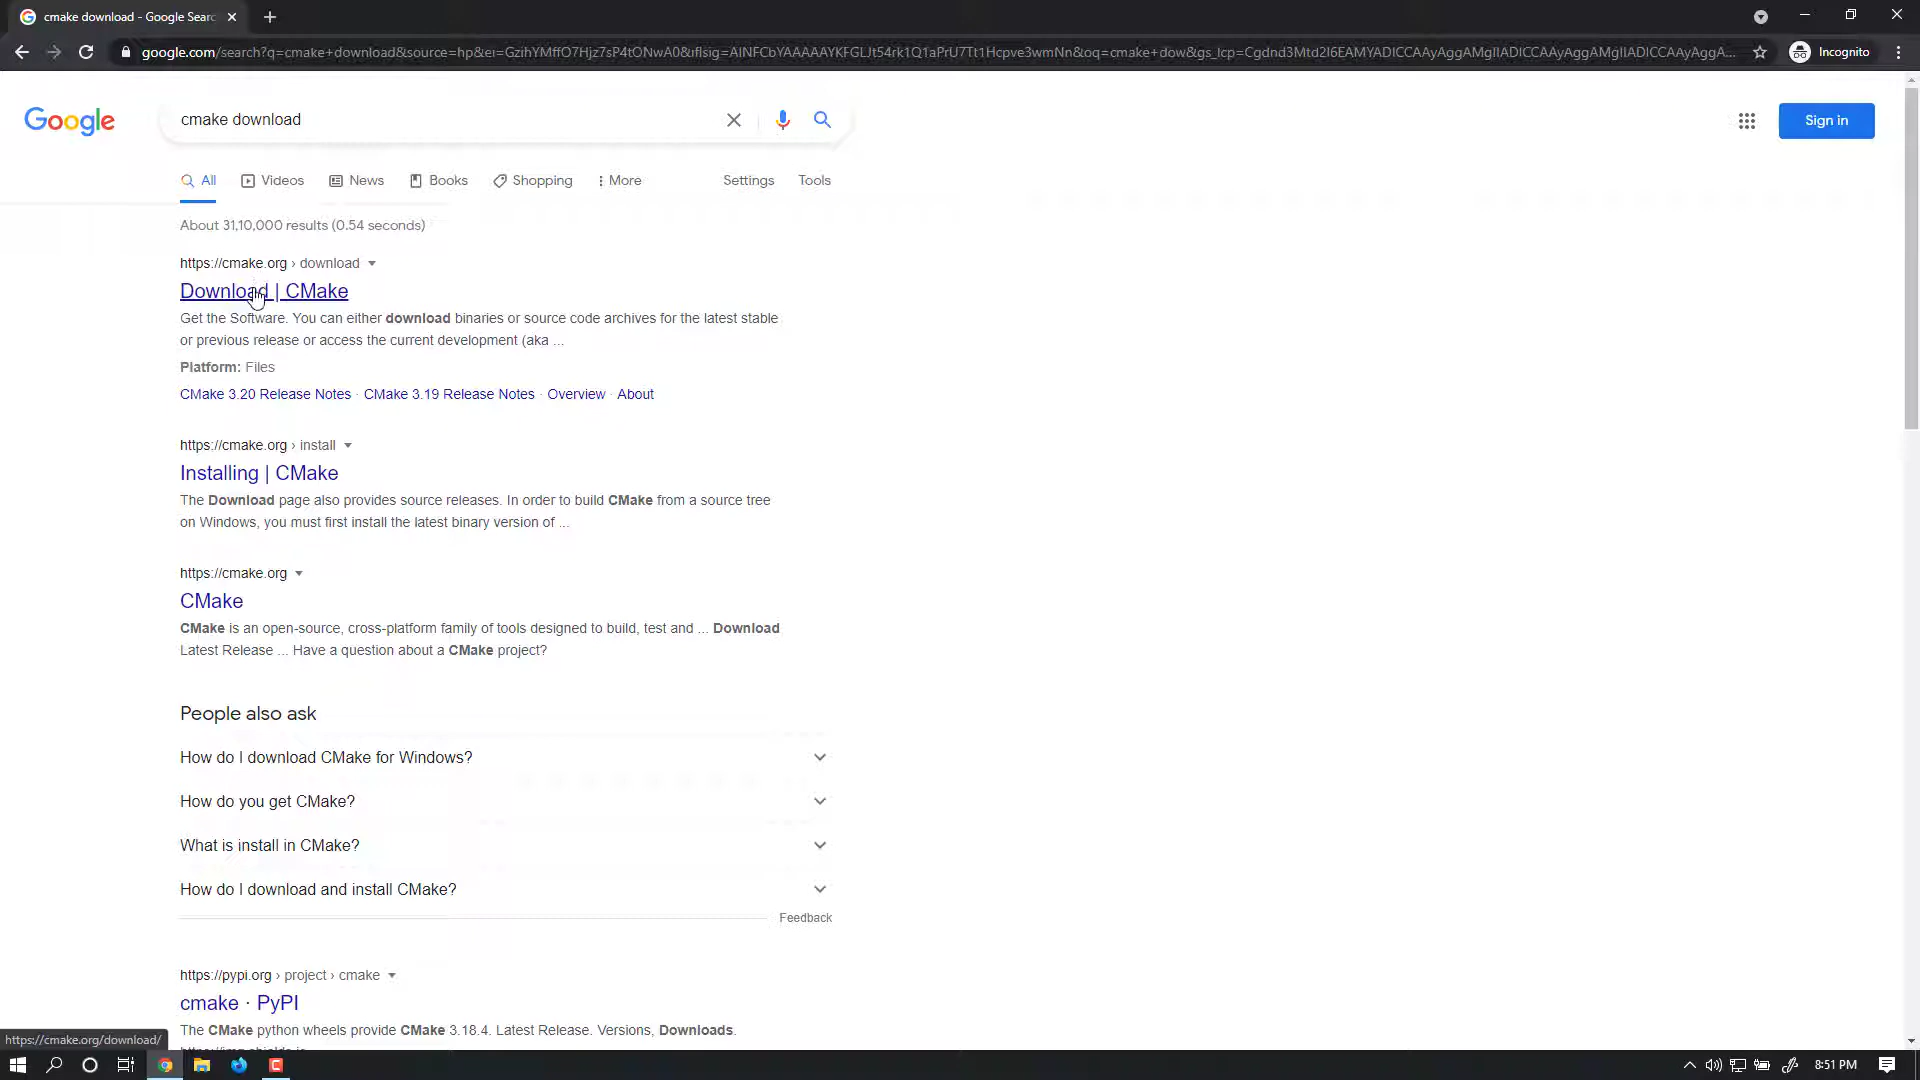 cmake download - Google Searc
google.com/search?q=cmake+download&source=hp&ei=GzihYMffO7Hjz7sP4tONwA0&iflsig=AINFCbYAAAAAYKFGLJt54rk1Q1aPrU7Tt1Hcpve3wmNn&oq=cmake+dow&gs_lcp=Cgdnd3Mtd2l6EAMYADICCAAyAggAMgIIADICCAAyAggAMgIIADICCAAyAggA...
Incognito
Google
cmake download
Sign in
All
Videos
News
Books
Shopping
More
Settings
Tools
About 31,10,000 results (0.54 seconds)
https://cmake.org › download
Download | CMake
Get the Software. You can either download binaries or source code archives for the latest stable
or previous release or access the current development (aka ...
Platform: Files
CMake 3.20 Release Notes · CMake 3.19 Release Notes · Overview · About
https://cmake.org › install
Installing | CMake
The Download page also provides source releases. In order to build CMake from a source tree
on Windows, you must first install the latest binary version of ...
https://cmake.org
CMake
CMake is an open-source, cross-platform family of tools designed to build, test and ... Download
Latest Release ... Have a question about a CMake project?
People also ask
How do I download CMake for Windows?
How do you get CMake?
What is install in CMake?
How do I download and install CMake?
Feedback
https://pypi.org › project › cmake
cmake · PyPI
The CMake python wheels provide CMake 3.18.4. Latest Release. Versions, Downloads.
https://cmake.org/download/
8:51 PM